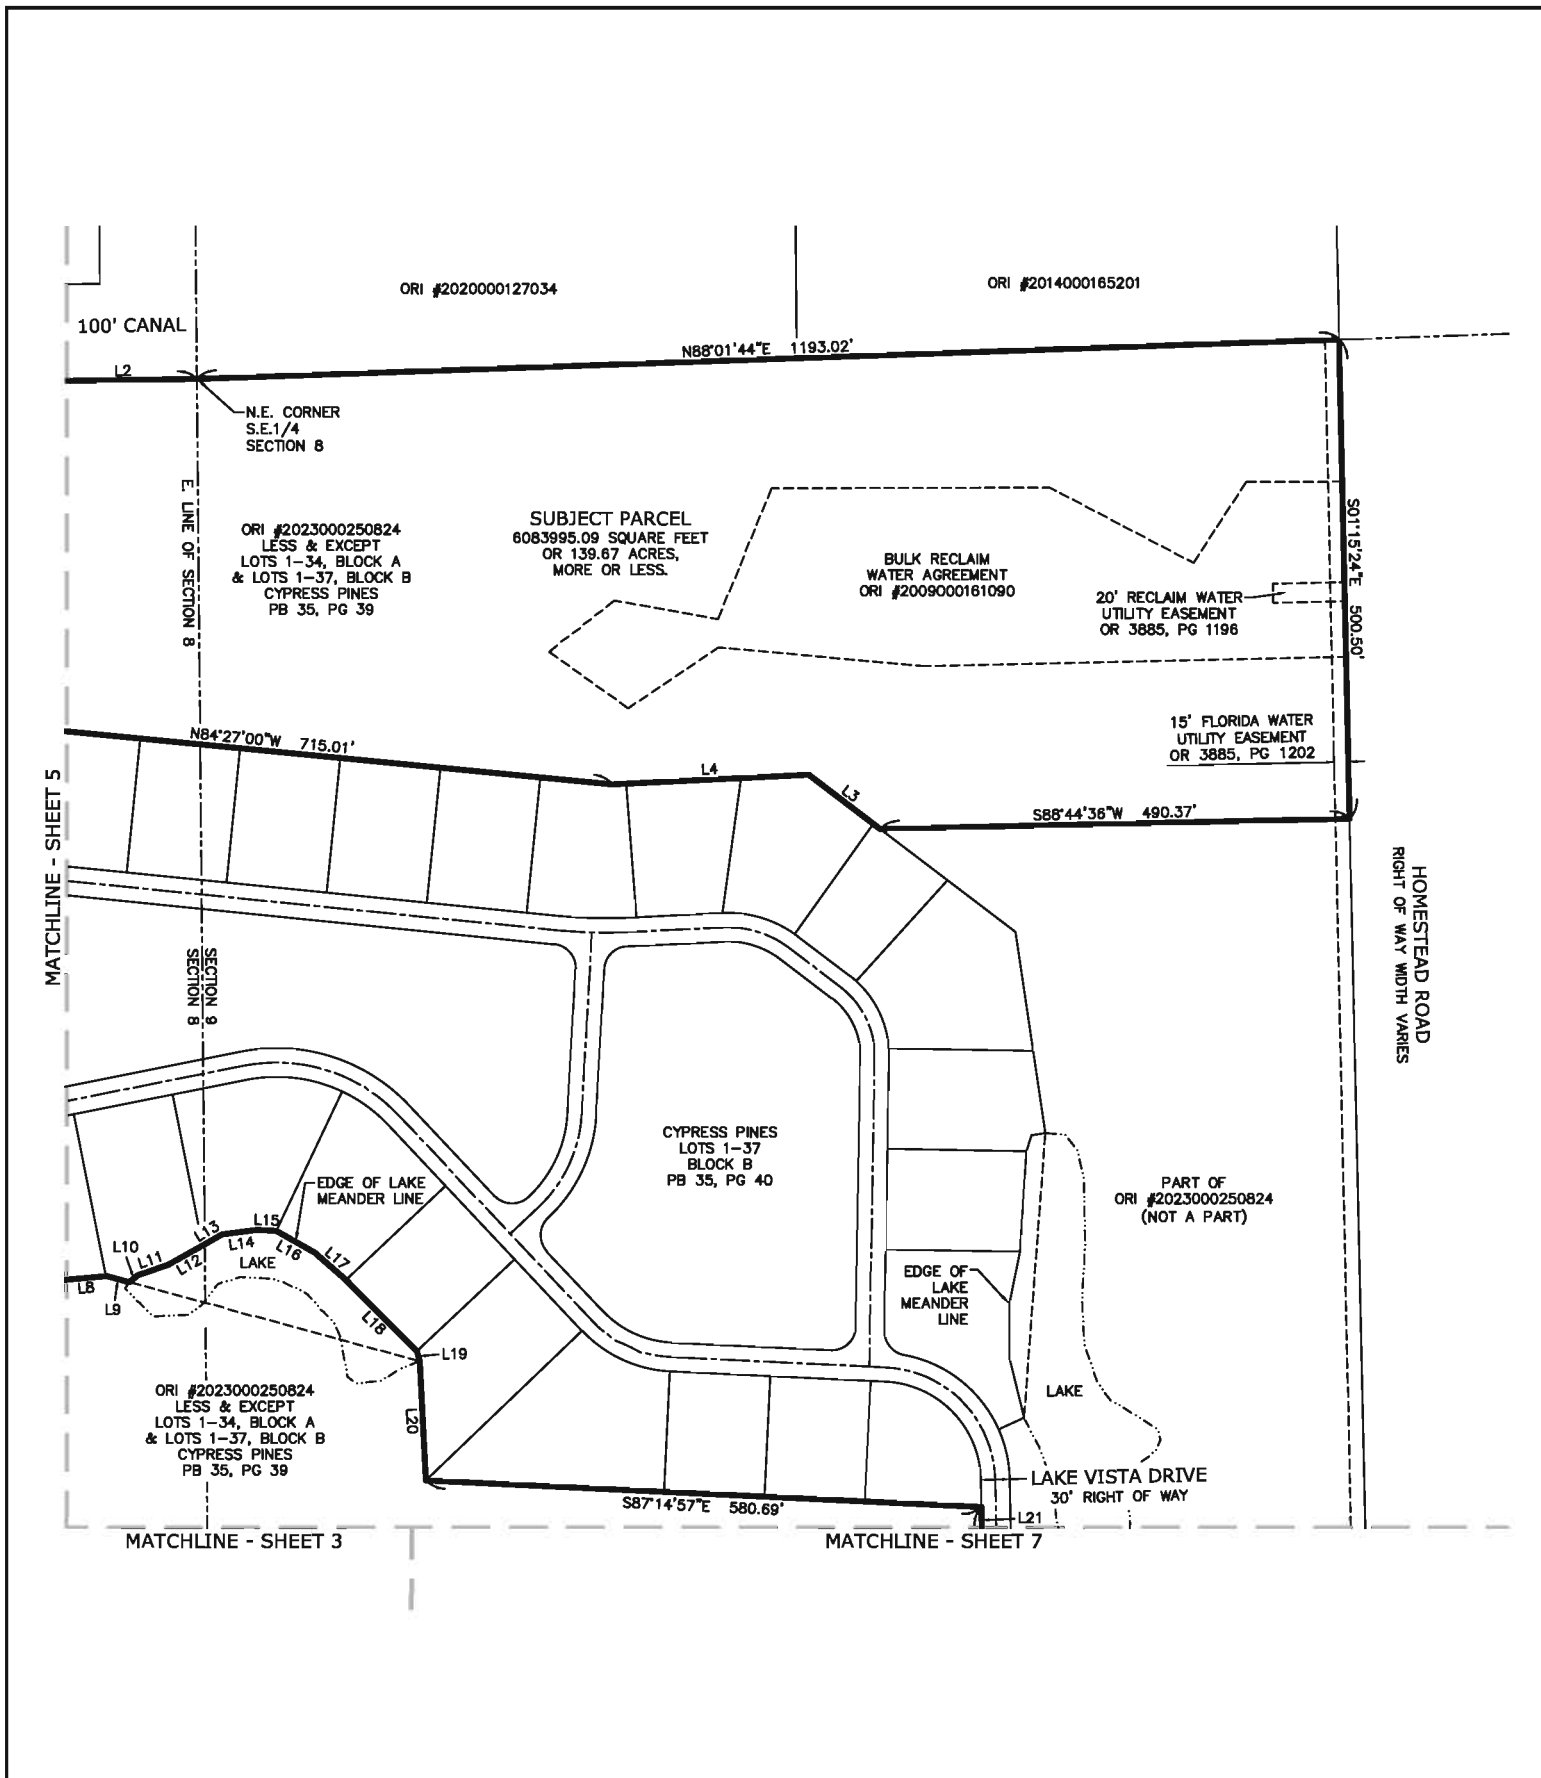 ORI #2020000127034
ORI #2014000165201
100' CANAL
N88°01'44"E 1193.02'
L2
N.E. CORNER
S.E.1/4
SECTION 8
E. LINE OF SECTION 8
ORI #2023000250824
LESS & EXCEPT
LOTS 1-34, BLOCK A
& LOTS 1-37, BLOCK B
CYPRESS PINES
PB 35, PG 39
SUBJECT PARCEL
6083995.09 SQUARE FEET
OR 139.67 ACRES,
MORE OR LESS.
BULK RECLAIM
WATER AGREEMENT
ORI #2009000161090
20' RECLAIM WATER
UTILITY EASEMENT
OR 3885, PG 1196
S01°15'24"E 500.50'
15' FLORIDA WATER
UTILITY EASEMENT
OR 3885, PG 1202
N84°27'00"W 715.01'
L4
L3
S88°44'36"W 490.37'
MATCHLINE - SHEET 5
HOMESTEAD ROAD
RIGHT OF WAY WIDTH VARIES
SECTION 9
SECTION 8
CYPRESS PINES
LOTS 1-37
BLOCK B
PB 35, PG 40
EDGE OF LAKE
MEANDER LINE
PART OF
ORI #2023000250824
(NOT A PART)
L8
L9
L10
L11
L12
L13
L14
L15
L16
L17
L18
L19
L20
LAKE
EDGE OF
LAKE
MEANDER
LINE
LAKE
ORI #2023000250824
LESS & EXCEPT
LOTS 1-34, BLOCK A
& LOTS 1-37, BLOCK B
CYPRESS PINES
PB 35, PG 39
LAKE VISTA DRIVE
30' RIGHT OF WAY
S87°14'57"E 580.69'
L21
MATCHLINE - SHEET 3
MATCHLINE - SHEET 7